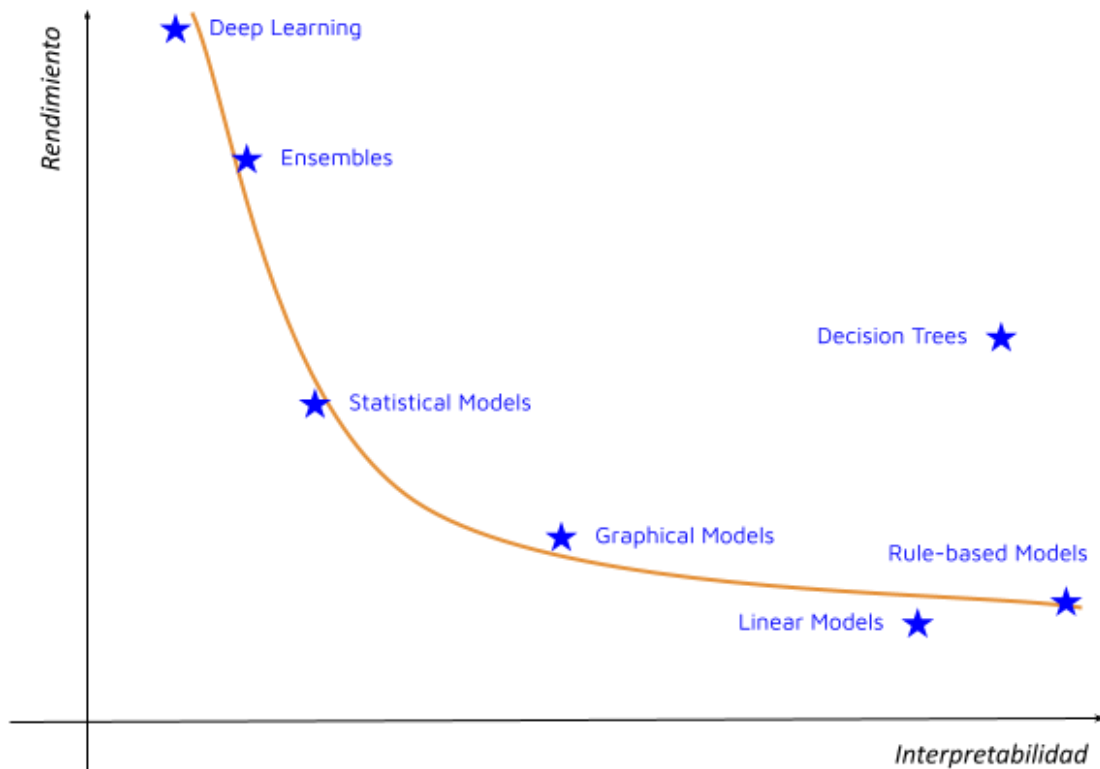 Rendimiento
Deep Learning
Ensembles
Decision Trees
Statistical Models
Graphical Models
Rule-based Models
Linear Models
Interpretabilidad